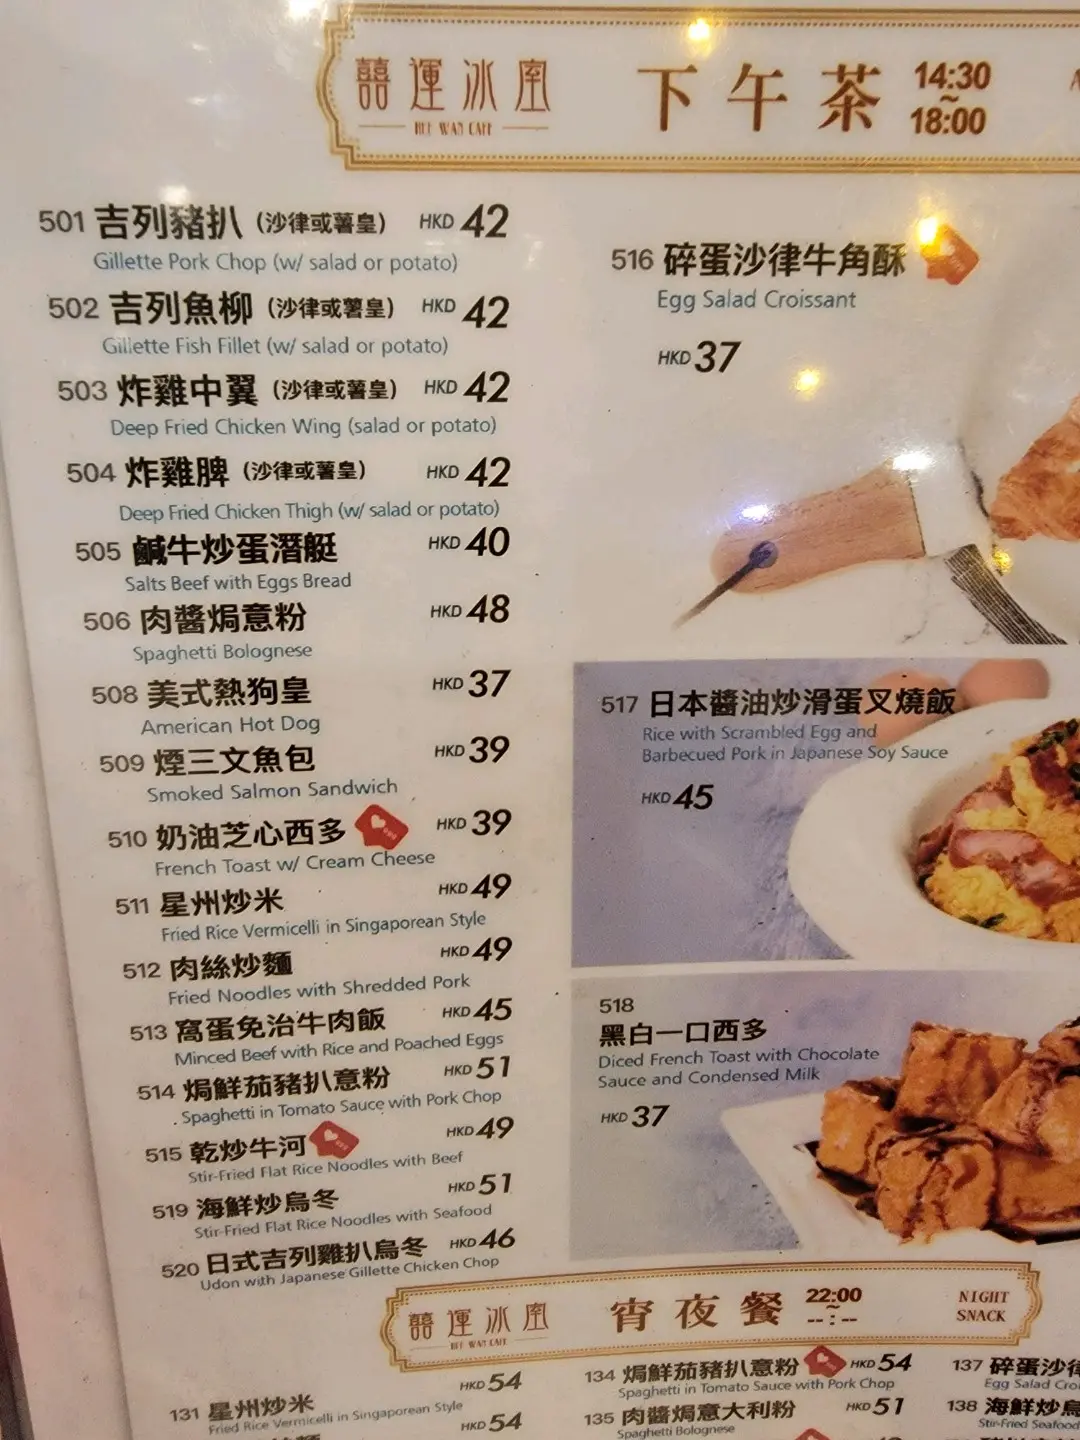 囍運冰室
HEE WAN CAFE
下午茶
14:30
~
18:00
501 吉列豬扒 (沙律或薯皇) HKD 42
Gillette Pork Chop (w/ salad or potato)
502 吉列魚柳 (沙律或薯皇) HKD 42
Gillette Fish Fillet (w/ salad or potato)
503 炸雞中翼 (沙律或薯皇) HKD 42
Deep Fried Chicken Wing (salad or potato)
504 炸雞脾 (沙律或薯皇) HKD 42
Deep Fried Chicken Thigh (w/ salad or potato)
505 鹹牛炒蛋潛艇 HKD 40
Salts Beef with Eggs Bread
506 肉醬焗意粉 HKD 48
Spaghetti Bolognese
508 美式熱狗皇 HKD 37
American Hot Dog
509 煙三文魚包 HKD 39
Smoked Salmon Sandwich
510 奶油芝心西多 HKD 39
French Toast w/ Cream Cheese
511 星州炒米 HKD 49
Fried Rice Vermicelli in Singaporean Style
512 肉絲炒麵 HKD 49
Fried Noodles with Shredded Pork
513 窩蛋免治牛肉飯 HKD 45
Minced Beef with Rice and Poached Eggs
514 焗鮮茄豬扒意粉 HKD 51
Spaghetti in Tomato Sauce with Pork Chop
515 乾炒牛河 HKD 49
Stir-Fried Flat Rice Noodles with Beef
519 海鮮炒烏冬 HKD 51
Stir-Fried Flat Rice Noodles with Seafood
520 日式吉列雞扒烏冬 HKD 46
Udon with Japanese Gillette Chicken Chop
516 碎蛋沙律牛角酥
Egg Salad Croissant
HKD 37
517 日本醬油炒滑蛋叉燒飯
Rice with Scrambled Egg and
Barbecued Pork in Japanese Soy Sauce
HKD 45
518
黑白一口西多
Diced French Toast with Chocolate
Sauce and Condensed Milk
HKD 37
囍運冰室
HEE WAN CAFE
宵夜餐
22:00
~
--:--
NIGHT
SNACK
131 星州炒米 HKD 54
Fried Rice Vermicelli in Singaporean Style
HKD 54
134 焗鮮茄豬扒意粉 HKD 54
Spaghetti in Tomato Sauce with Pork Chop
135 肉醬焗意大利粉 HKD 51
Spaghetti Bolognese
137 碎蛋沙律
Egg Salad
138 海鮮炒烏
Stir-Fried Seafood